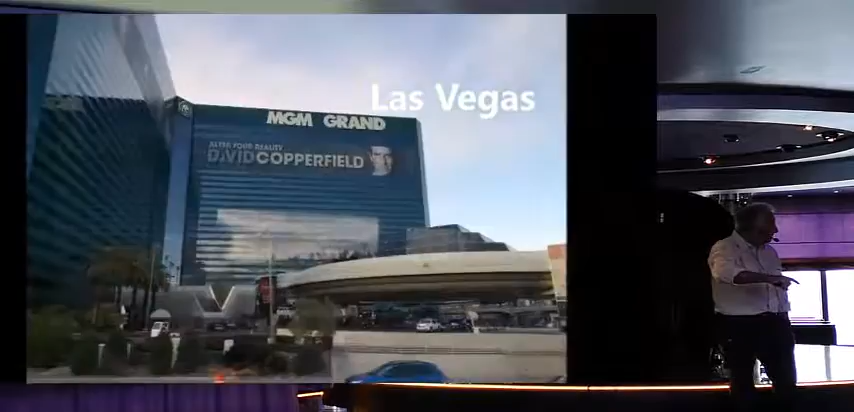 Las Vegas
MGM GRAND
ALTER YOUR REALITY
DAVID COPPERFIELD